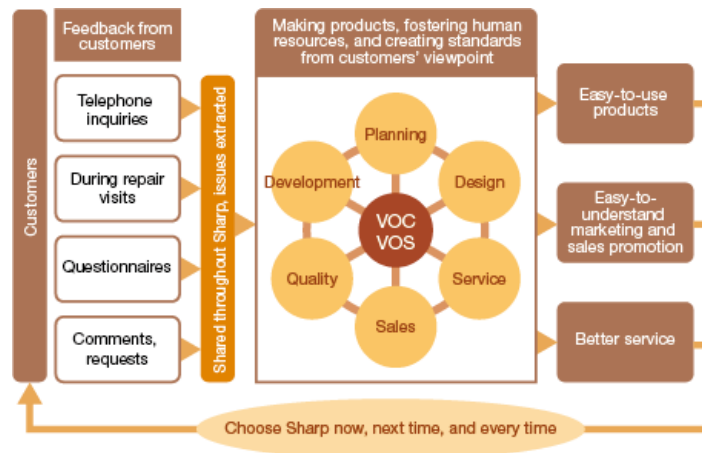 Customers
Feedback from
customers
Telephone
inquiries
During repair
visits
Questionnaires
Comments,
requests
Shared throughout Sharp, issues extracted
Making products, fostering human
resources, and creating standards
from customers' viewpoint
Planning
Development
Design
VOC
VOS
Quality
Service
Sales
Easy-to-use
products
Easy-to-
understand
marketing and
sales promotion
Better service
Choose Sharp now, next time, and every time